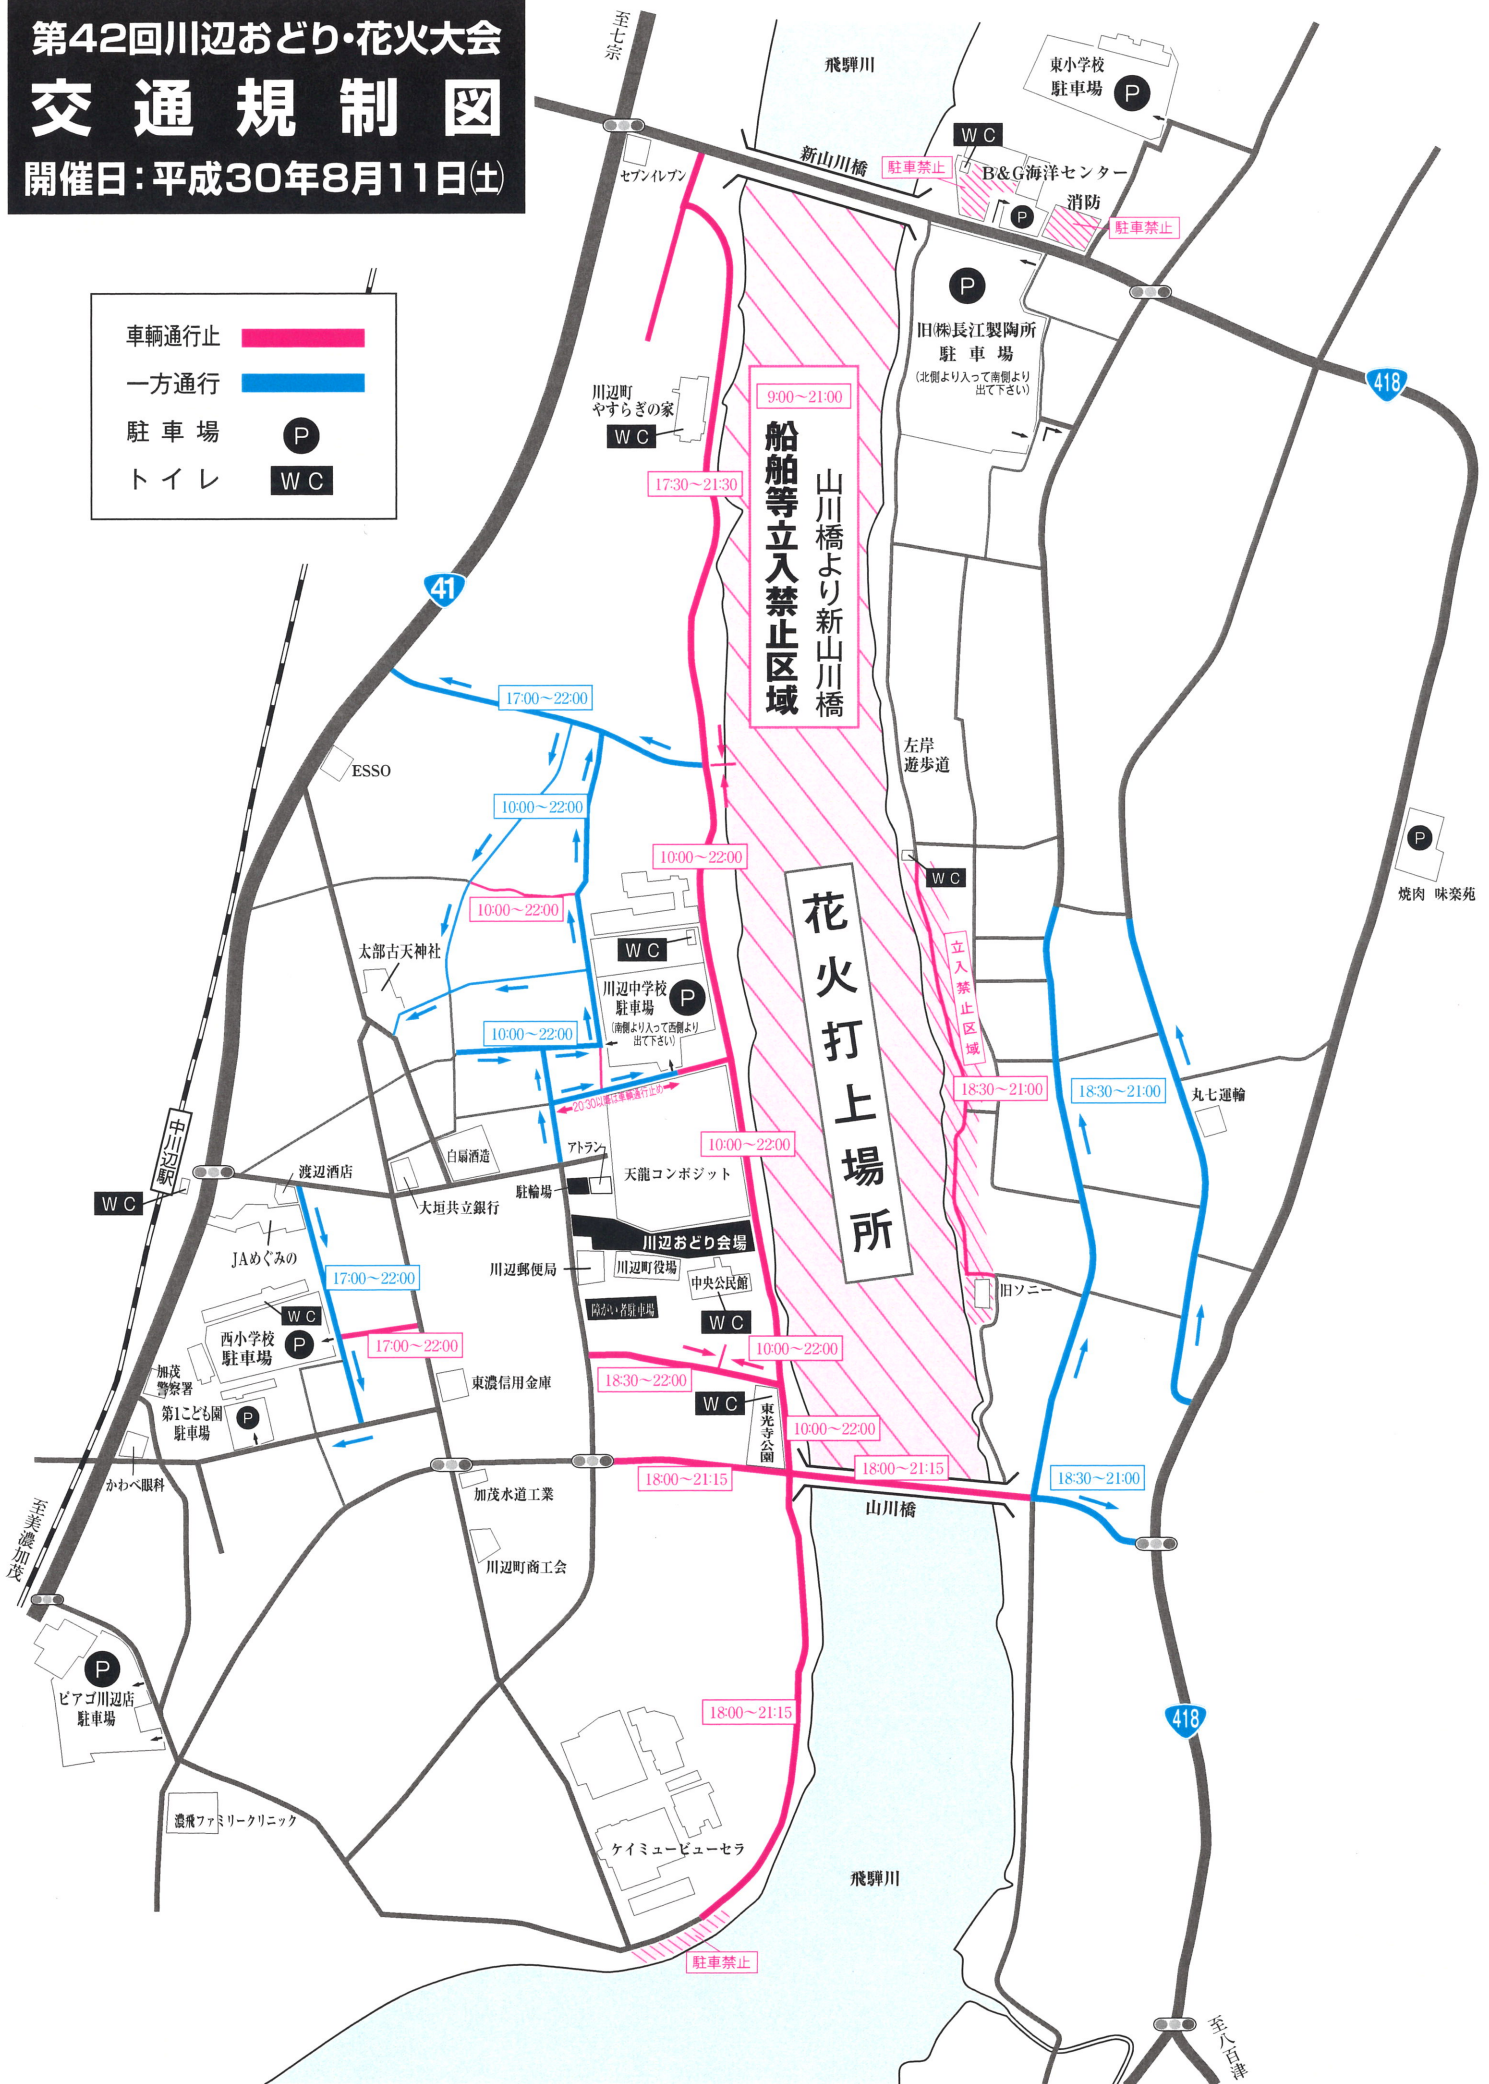 第42回川辺おどり・花火大会
交通規制図
開催日：平成30年8月11日㈯
車輌通行止
一方通行
駐車場
P
トイレ
WC
至七宗
飛騨川
東小学校
駐車場
P
WC
新山川橋
駐車禁止
B&G海洋センター
消防
P
駐車禁止
セブンイレブン
P
旧㈱長江製陶所
駐車場
(北側より入って南側より
出て下さい)
418
川辺町
やすらぎの家
WC
9:00～21:00
山川橋より新山川橋
船舶等立入禁止区域
17:30～21:30
41
17:00～22:00
左岸
遊歩道
ESSO
10:00～22:00
10:00～22:00
P
焼肉 味楽苑
WC
10:00～22:00
花火打上場所
立入禁止区域
太部古天神社
WC
川辺中学校
駐車場
P
(南側より入って西側より
出て下さい)
10:00～22:00
20:30以降は車輌通行止め
18:30～21:00
18:30～21:00
丸七運輸
中川辺駅
WC
渡辺酒店
白扇酒造
アトラン
天龍コンポジット
10:00～22:00
駐輪場
大垣共立銀行
JAめぐみの
川辺おどり会場
川辺郵便局
川辺町役場
中央公民館
17:00～22:00
障がい者駐車場
WC
旧ソニー
WC
西小学校
駐車場
P
17:00～22:00
10:00～22:00
加茂
警察署
東濃信用金庫
18:30～22:00
WC
東光寺公園
第1こども園
駐車場
P
10:00～22:00
かわべ眼科
18:00～21:15
18:00～21:15
18:30～21:00
加茂水道工業
山川橋
至美濃加茂
川辺町商工会
P
ピアゴ川辺店
駐車場
18:00～21:15
418
濃飛ファミリークリニック
ケイミュービューセラ
飛騨川
駐車禁止
至八百津